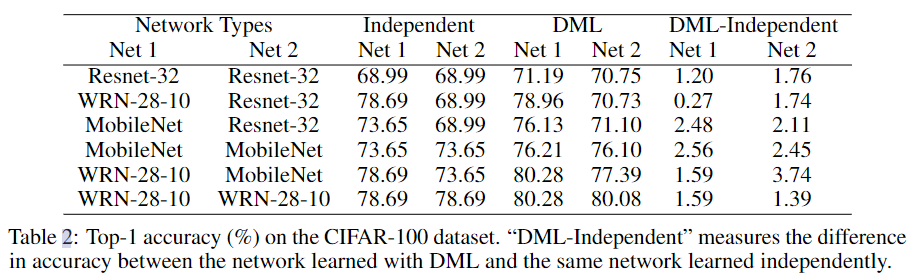 Network Types Independent DML DML-Independent
Net 1 Net 2 Net 1 Net 2 Net 1 Net 2 Net 1 Net 2
Resnet-32 Resnet-32 68.99 68.99 71.19 70.75 1.20 1.76
WRN-28-10 Resnet-32 78.69 68.99 78.96 70.73 0.27 1.74
MobileNet Resnet-32 73.65 68.99 76.13 71.10 2.48 2.11
MobileNet MobileNet 73.65 73.65 76.21 76.10 2.56 2.45
WRN-28-10 MobileNet 78.69 73.65 80.28 77.39 1.59 3.74
WRN-28-10 WRN-28-10 78.69 78.69 80.28 80.08 1.59 1.39
Table 2: Top-1 accuracy (%) on the CIFAR-100 dataset. “DML-Independent” measures the difference
in accuracy between the network learned with DML and the same network learned independently.